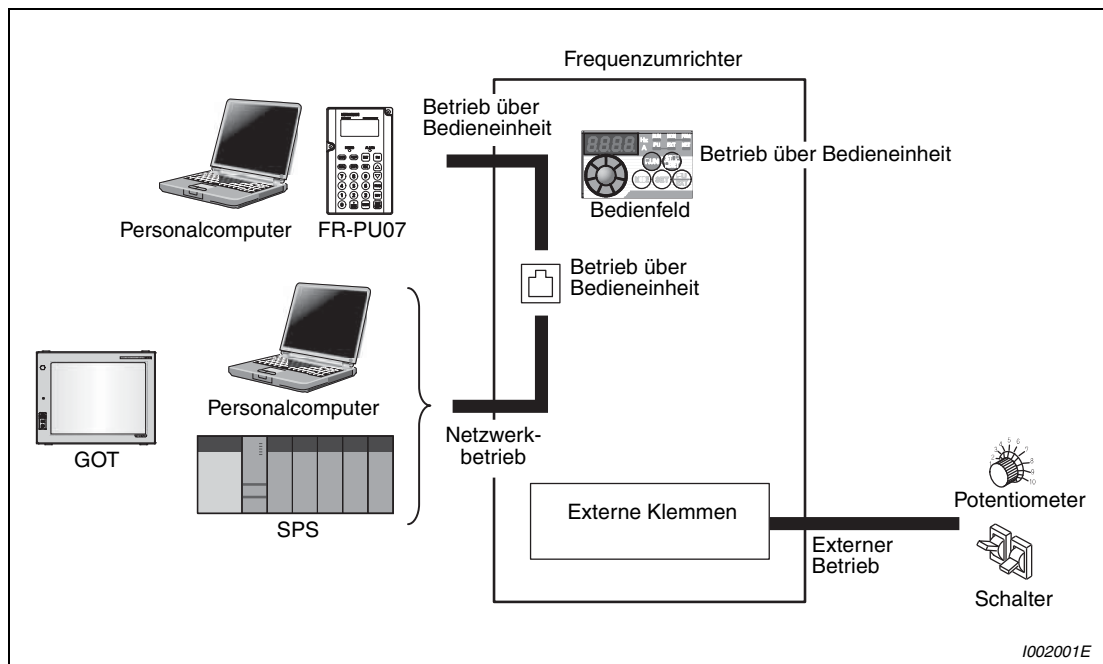 Frequenzumrichter
Betrieb über
Bedieneinheit
Betrieb über Bedieneinheit
Bedienfeld
Personalcomputer
FR-PU07
Betrieb über
Bedieneinheit
Personalcomputer
GOT
SPS
Netzwerk-
betrieb
Externe Klemmen
Externer
Betrieb
Potentiometer
Schalter
I002001E